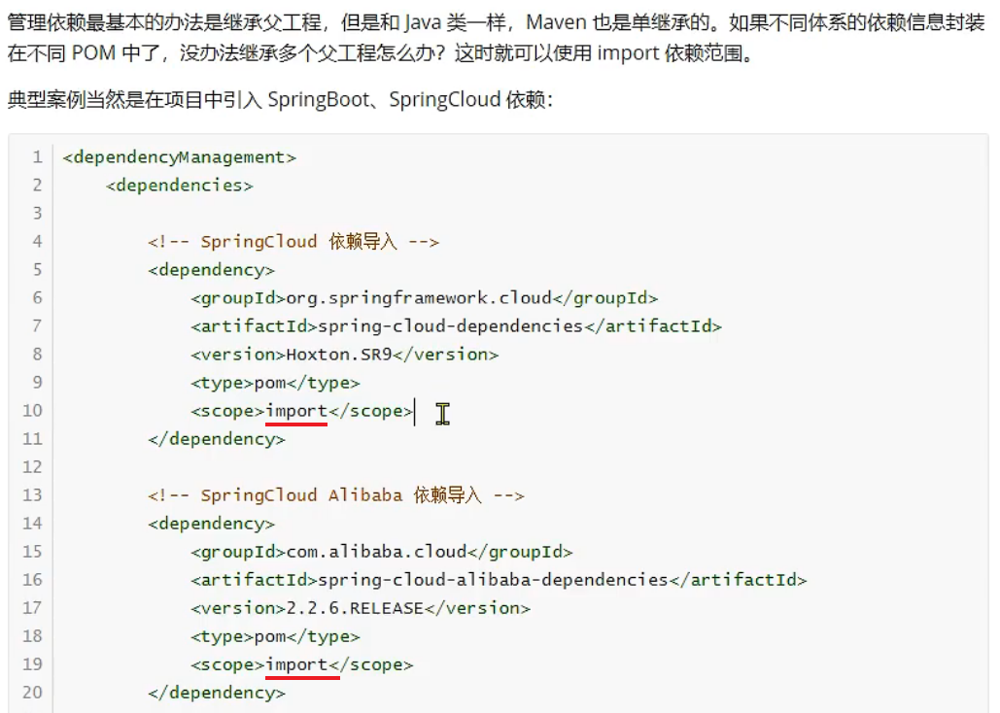 管理依赖最基本的办法是继承父工程，但是和 Java 类一样，Maven 也是单继承的。如果不同体系的依赖信息封装
在不同 POM 中了，没办法继承多个父工程怎么办？这时就可以使用 import 依赖范围。
典型案例当然是在项目中引入 SpringBoot、SpringCloud 依赖：
1 <dependencyManagement>
2 <dependencies>
3
4 <!-- SpringCloud 依赖导入 -->
5 <dependency>
6 <groupId>org.springframework.cloud</groupId>
7 <artifactId>spring-cloud-dependencies</artifactId>
8 <version>Hoxton.SR9</version>
9 <type>pom</type>
10 <scope>import</scope>
11 </dependency>
12
13 <!-- SpringCloud Alibaba 依赖导入 -->
14 <dependency>
15 <groupId>com.alibaba.cloud</groupId>
16 <artifactId>spring-cloud-alibaba-dependencies</artifactId>
17 <version>2.2.6.RELEASE</version>
18 <type>pom</type>
19 <scope>import</scope>
20 </dependency>